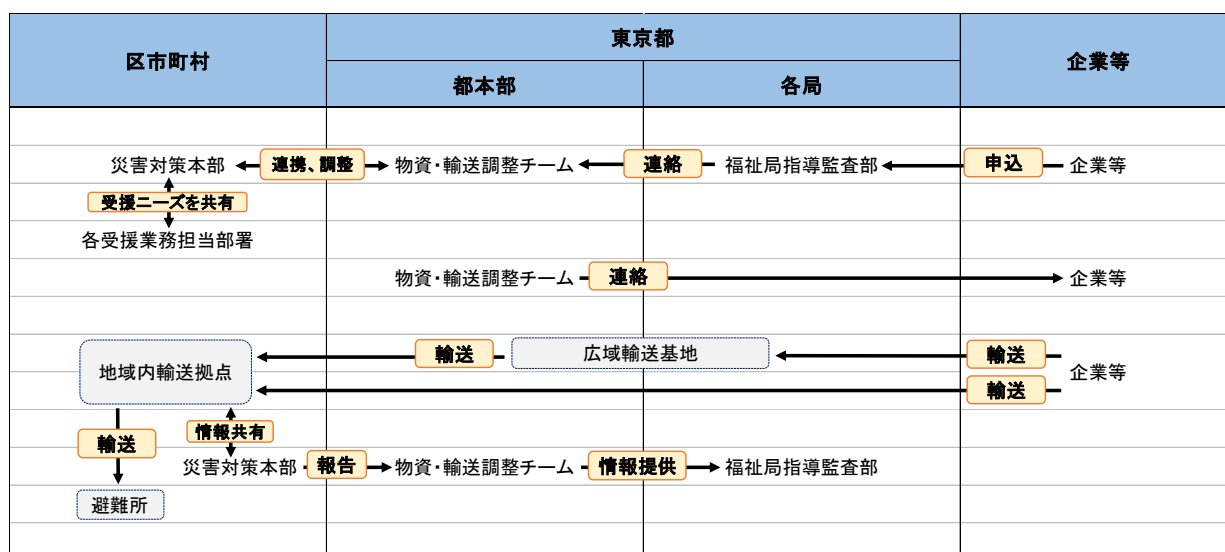 区市町村
東京都
企業等
都本部
各局
災害対策本部
連携、調整
物資・輸送調整チーム
連絡
福祉局指導監査部
申込
企業等
受援ニーズを共有
各受援業務担当部署
物資・輸送調整チーム
連絡
企業等
地域内輸送拠点
輸送
広域輸送基地
輸送
企業等
輸送
輸送
情報共有
災害対策本部
報告
物資・輸送調整チーム
情報提供
福祉局指導監査部
避難所